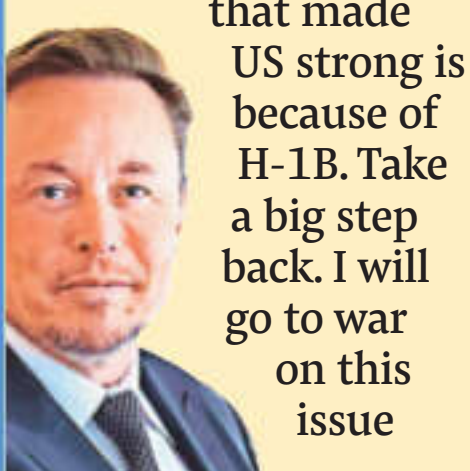 that made
US strong is
because of
H-1B. Take
a big step
back. I will
go to war
on this
issue